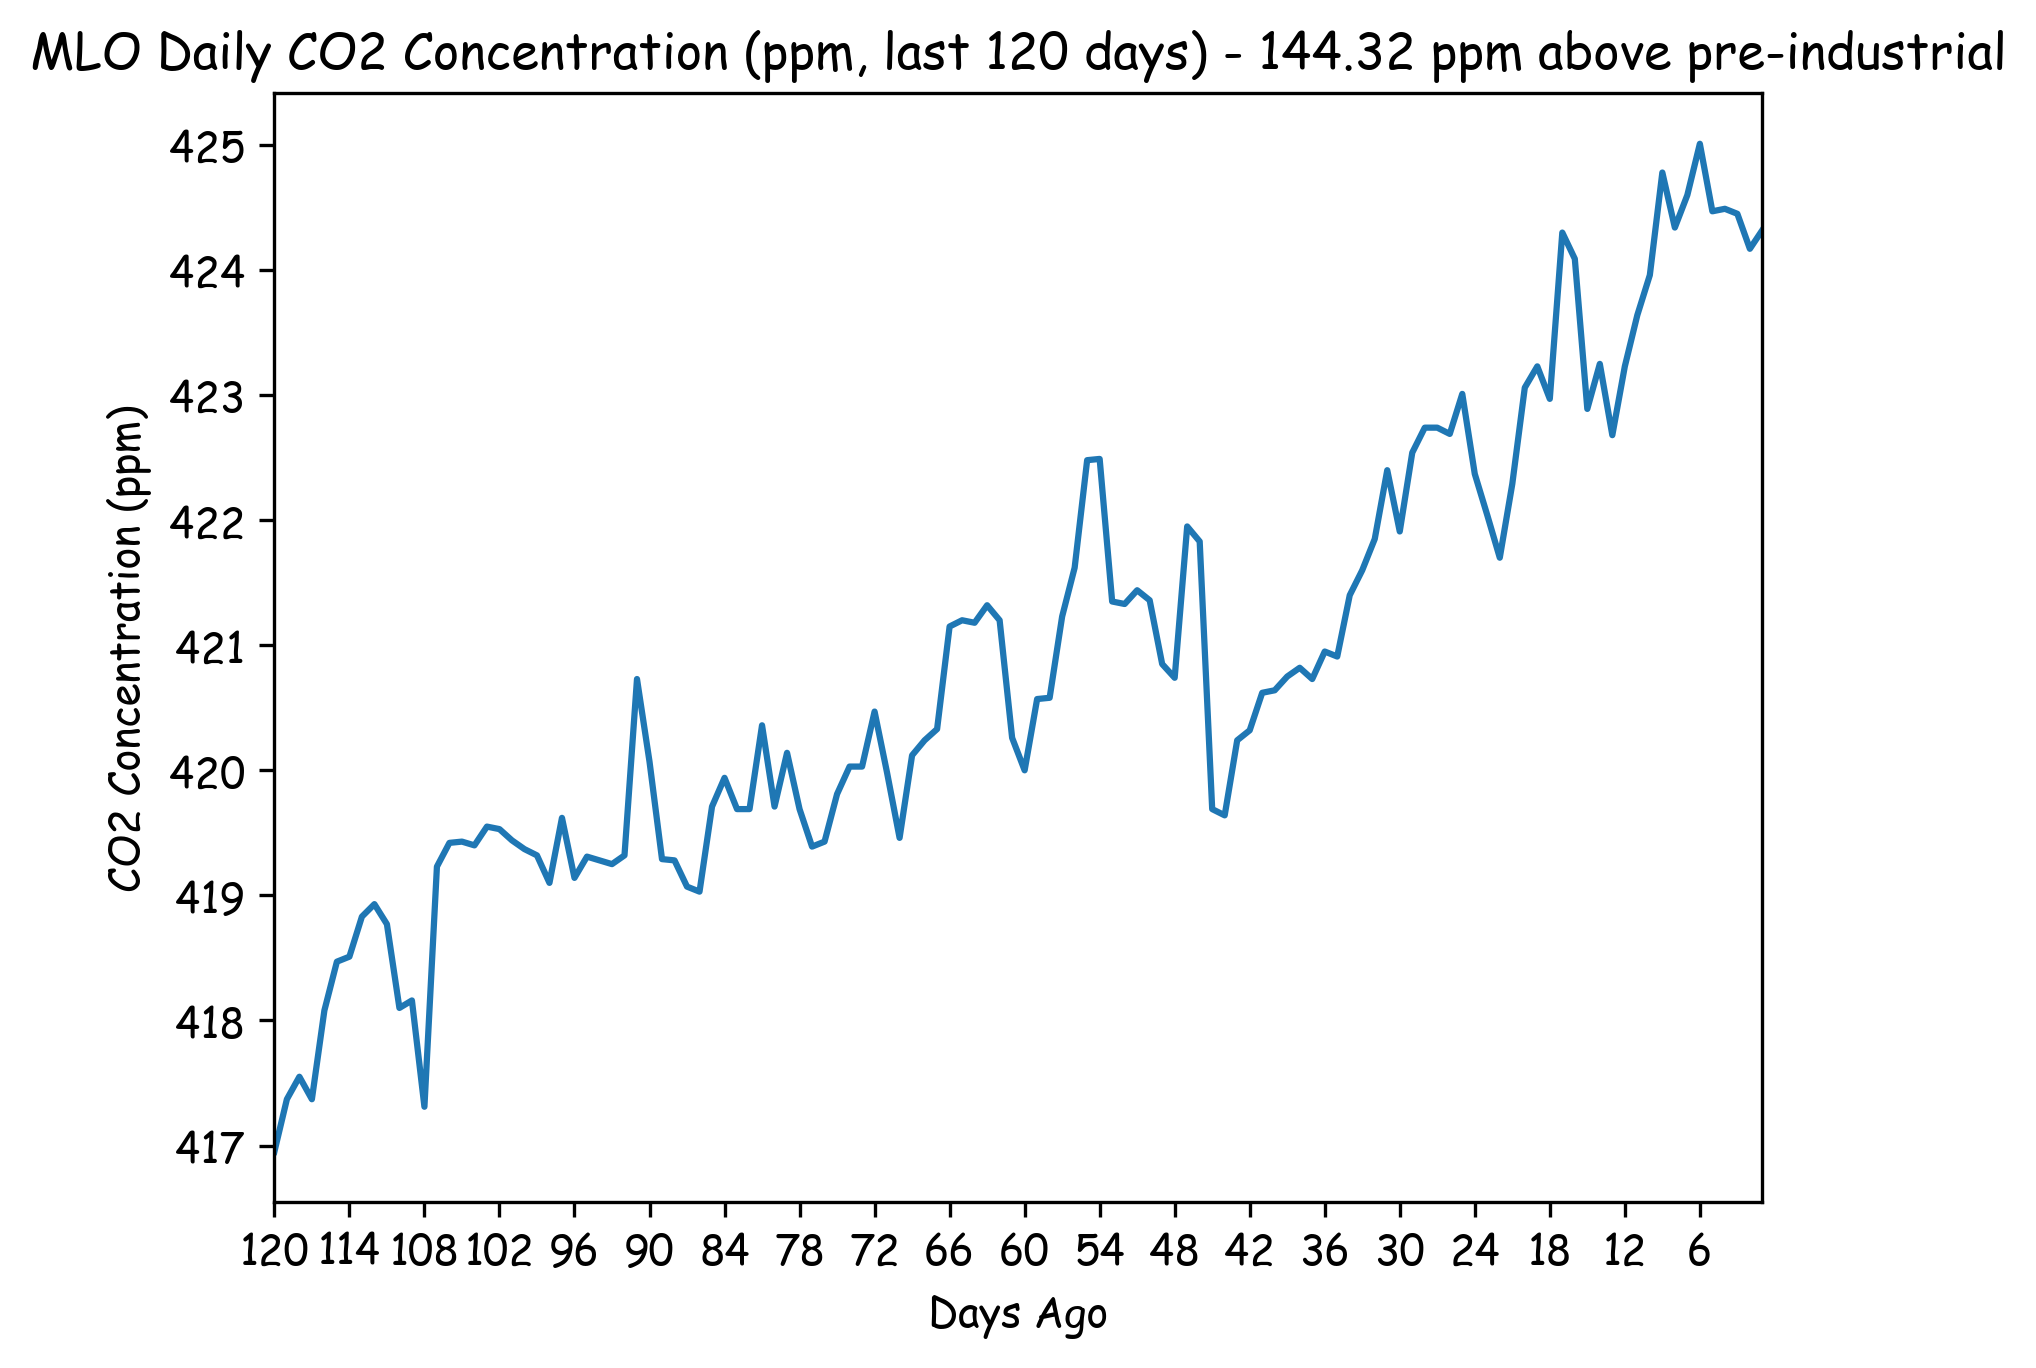 MLO Daily CO2 Concentration (ppm, last 120 days) - 144.32 ppm above pre-industrial
CO2 Concentration (ppm)
425
424
423
422
421
420
419
418
417
120 114 108 102 96 90 84 78 72 66 60 54 48 42 36 30 24 18 12 6
Days Ago